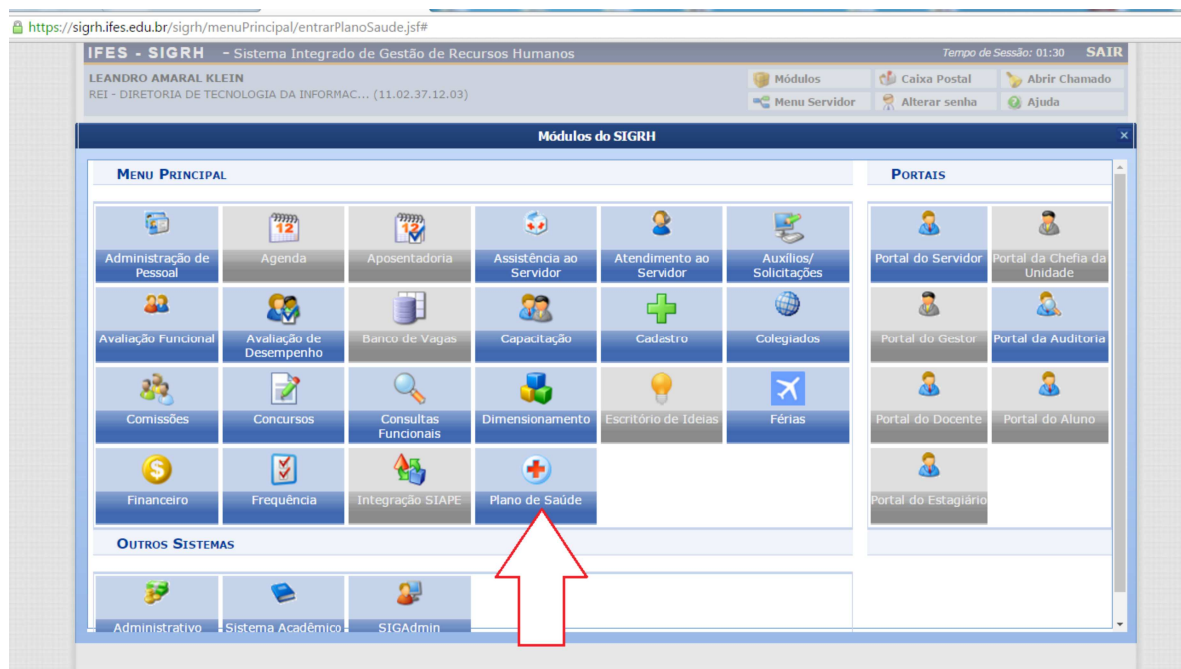 https://sigrh.ifes.edu.br/sigrh/menuPrincipal/entrarPlanoSaude.jsf#
IFES - SIGRH - Sistema Integrado de Gestão de Recursos Humanos
Tempo de Sessão: 01:30 SAIR
LEANDRO AMARAL KLEIN
REI - DIRETORIA DE TECNOLOGIA DA INFORMAC... (11.02.37.12.03)
Módulos Caixa Postal Abrir Chamado
Menu Servidor Alterar senha Ajuda
Módulos do SIGRH ×
MENU PRINCIPAL
12 12
Administração de Pessoal
Agenda
Aposentadoria
Assistência ao Servidor
Atendimento ao Servidor
Auxílios/ Solicitações
Avaliação Funcional
Avaliação de Desempenho
Banco de Vagas
Capacitação
Cadastro
Colegiados
Comissões
Concursos
Consultas Funcionais
Dimensionamento
Escritório de Ideias
Férias
Financeiro
Frequência
Integração SIAPE
Plano de Saúde
PORTAIS
Portal do Servidor
Portal da Chefia da Unidade
Portal do Gestor
Portal da Auditoria
Portal do Docente
Portal do Aluno
Portal do Estagiário
OUTROS SISTEMAS
Administrativo
Sistema Acadêmico
SIGAdmin